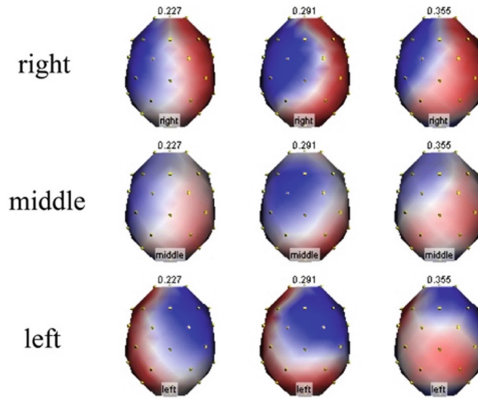 0.227 0.291 0.355
right
right right right
0.227 0.291 0.355
middle
middle middle middle
0.227 0.291 0.355
left
left left left